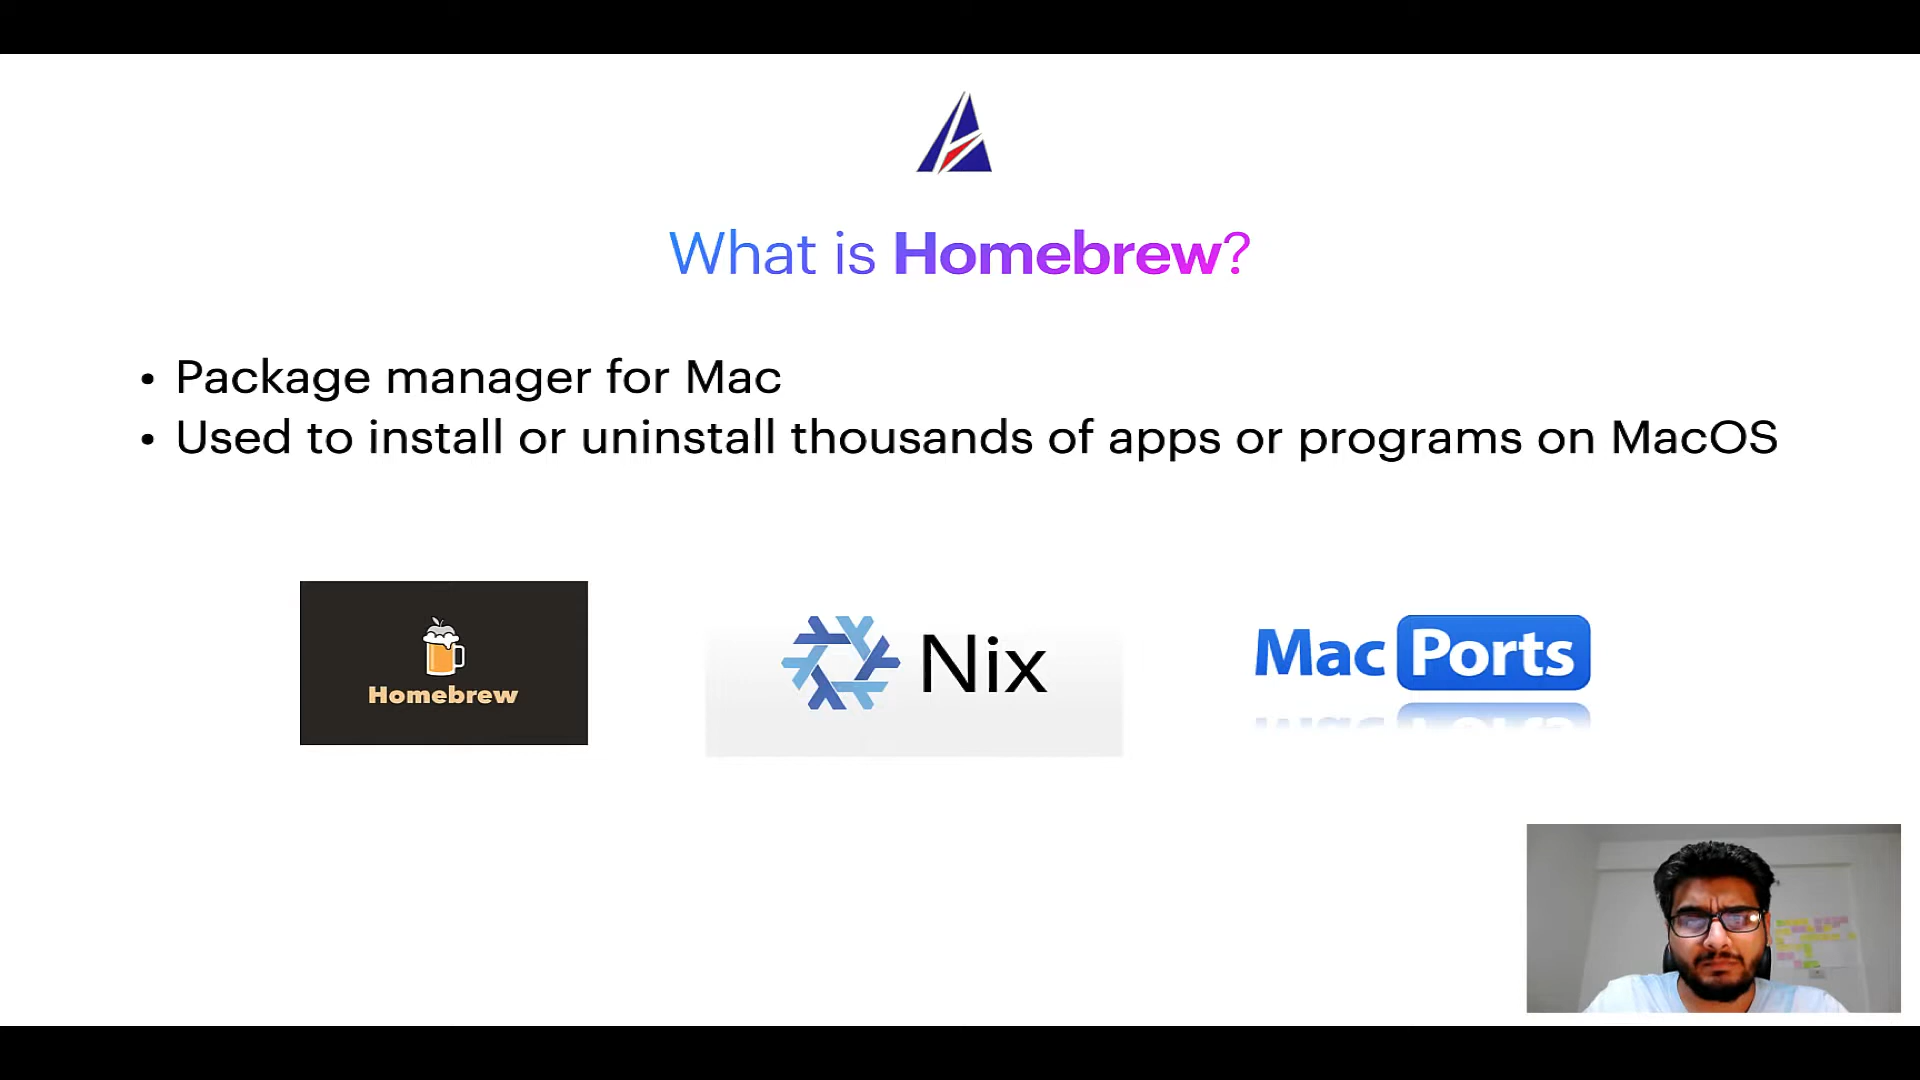 What is Homebrew?
• Package manager for Mac
• Used to install or uninstall thousands of apps or programs on MacOS
Homebrew
Nix
Mac Ports